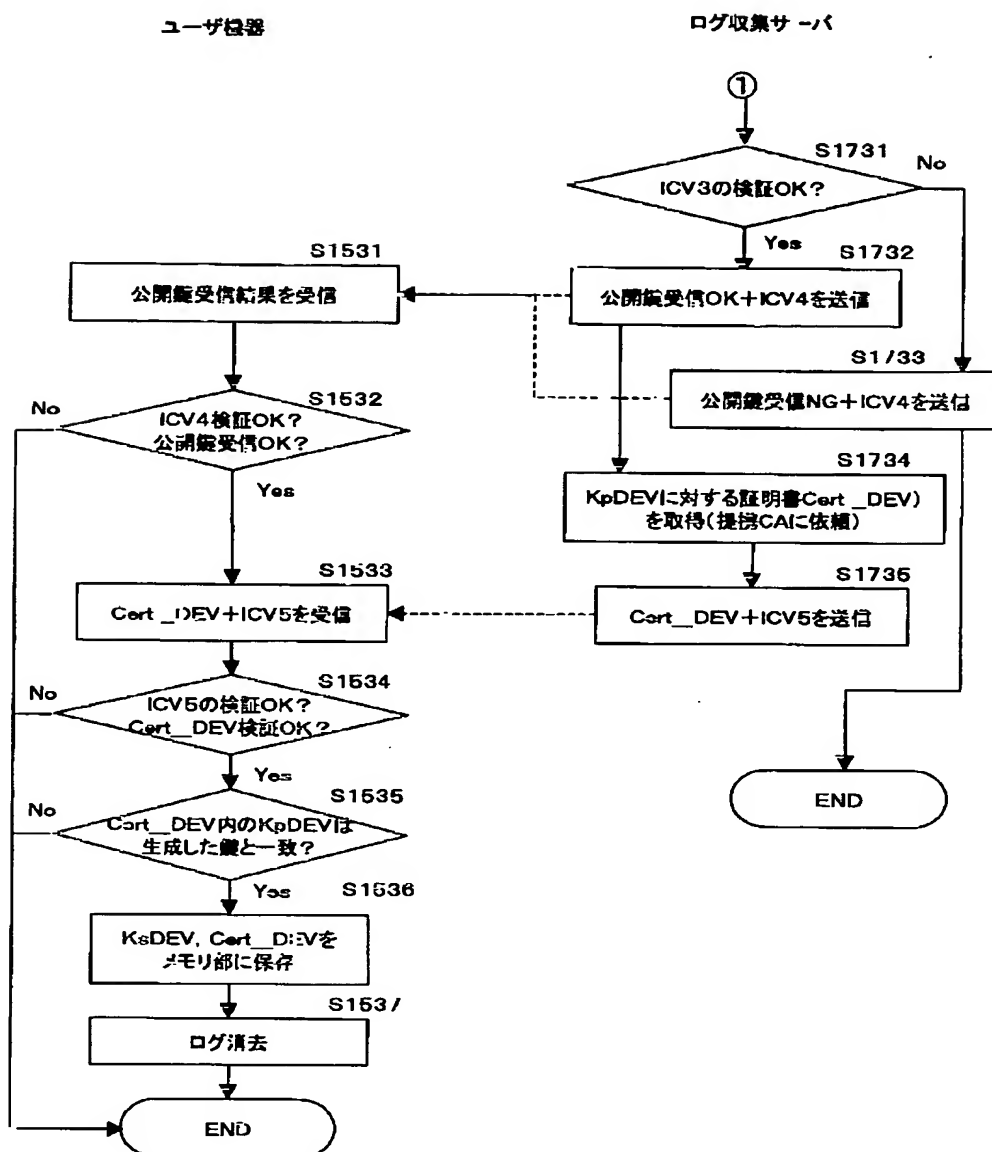 ユーザ機器
ログ収集サーバ
①
S1731
ICV3の検証OK?
No
Yes
S1732
公開鍵受信OK+ICV4を送信
S1531
公開鍵受信結果を受信
S1733
公開鍵受信NG+ICV4を送信
S1532
No
ICV4検証OK?
公開鍵受信OK?
Yes
S1734
KpDEVに対する証明書Cert__DEV)
を取得(提携CAに依頼)
S1533
Cert__DEV+ICV5を受信
S1735
Cert__DEV+ICV5を送信
S1534
No
ICV5の検証OK?
Cert__DEV検証OK?
Yes
END
S1535
No
Cert__DEV内のKpDEVは
生成した鍵と一致?
Yes
S1536
KsDEV, Cert__DEVを
メモリ部に保存
S1537
ログ消去
END